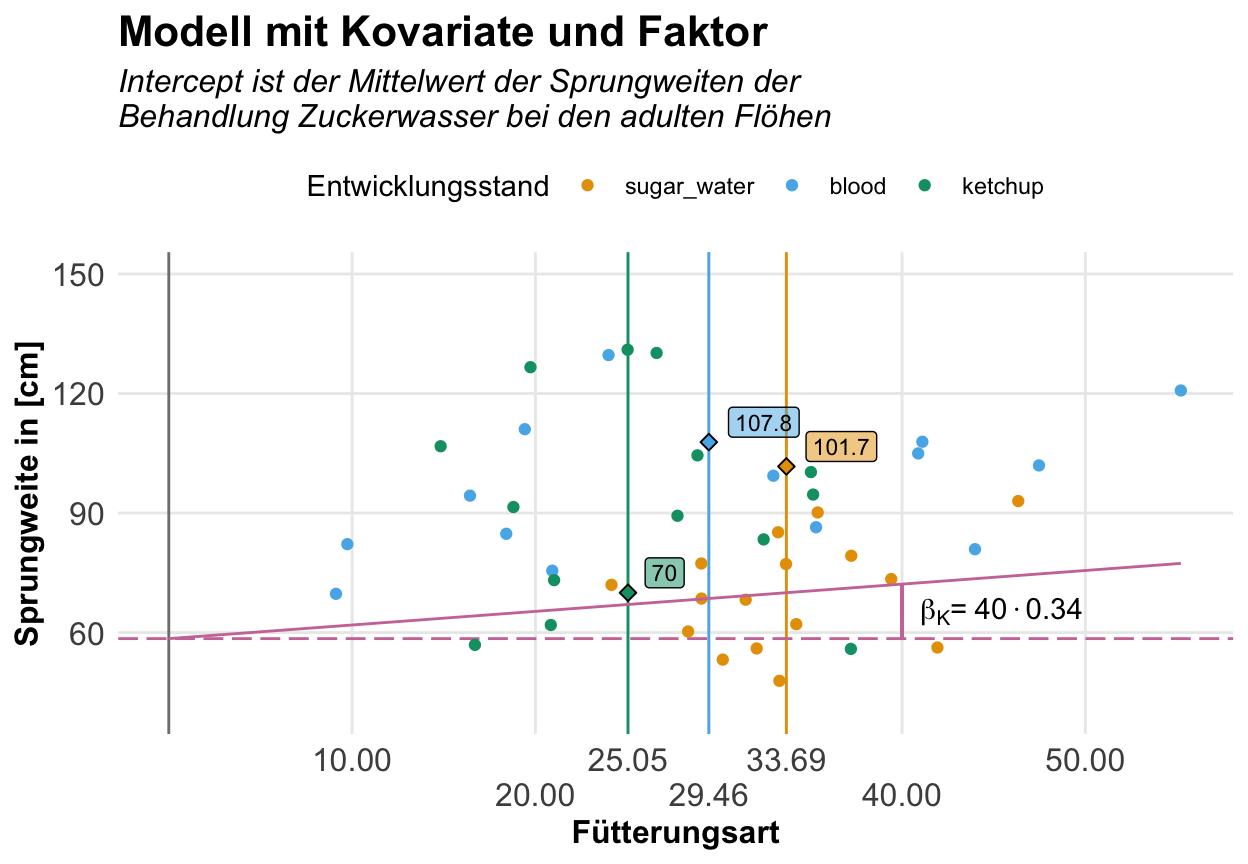 Modell mit Kovariate und Faktor
Intercept ist der Mittelwert der Sprungweiten der
Behandlung Zuckerwasser bei den adulten Flöhen
Entwicklungsstand sugar_water blood ketchup
Sprungweite in [cm]
150
120
90
60
107.8
101.7
70
βK= 40 · 0.34
10.00 25.05 33.69 50.00
20.00 29.46 40.00
Fütterungsart